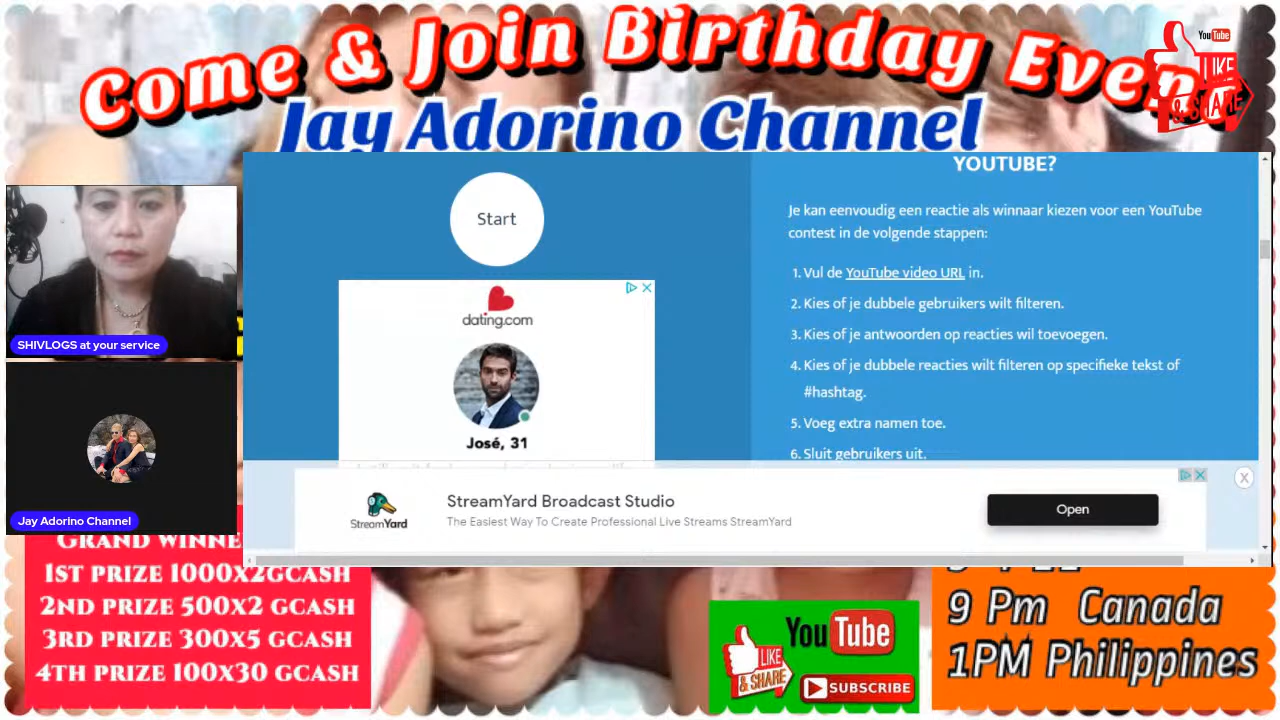 Come & Join Birthday Even
Jay Adorino Channel
YouTube
LIKE
& SHARE
SHIVLOGS at your service
Jay Adorino Channel
Start
dating.com
José, 31
YOUTUBE?
Je kan eenvoudig een reactie als winnaar kiezen voor een YouTube
contest in de volgende stappen:
1. Vul de YouTube video URL in.
2. Kies of je dubbele gebruikers wilt filteren.
3. Kies of je antwoorden op reacties wil toevoegen.
4. Kies of je dubbele reacties wilt filteren op specifieke tekst of
#hashtag.
5. Voeg extra namen toe.
6. Sluit gebruikers uit.
StreamYard
StreamYard Broadcast Studio
The Easiest Way To Create Professional Live Streams StreamYard
Open
GRAND WINNE
1ST PRIZE 1000X2GCASH
2ND PRIZE 500X2 GCASH
3RD PRIZE 300X5 GCASH
4TH PRIZE 100X30 GCASH
YouTube
LIKE
& SHARE
SUBSCRIBE
9 Pm Canada
1PM Philippines